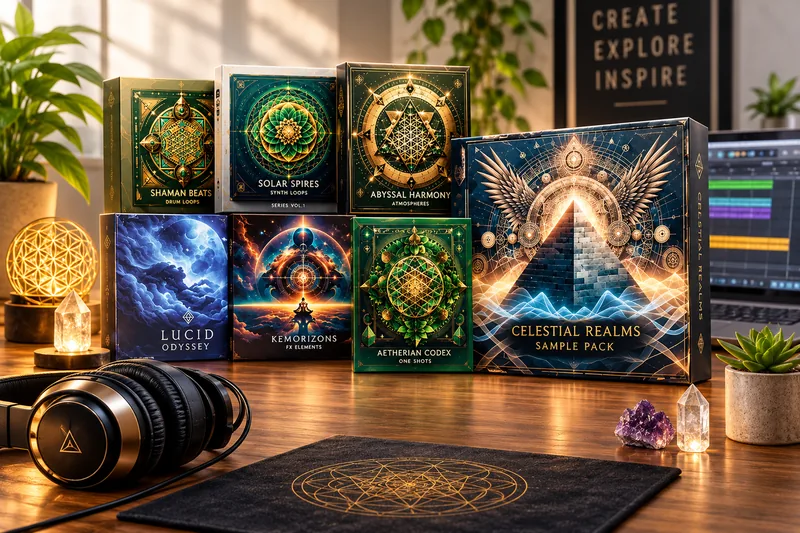 CREATE
EXPLORE
INSPIRE
SHAMAN BEATS
DRUM LOOPS
SOLAR SPIRES
SYNTH LOOPS
SERIES VOL.1
ABYSSAL HARMONY
ATMOSPHERES
LUCID
ODYSSEY
KEMORIZONS
FX ELEMENTS
AETHERIAN CODEX
ONE SHOTS
CELESTIAL REALMS
SAMPLE PACK
CELESTIAL REALMS